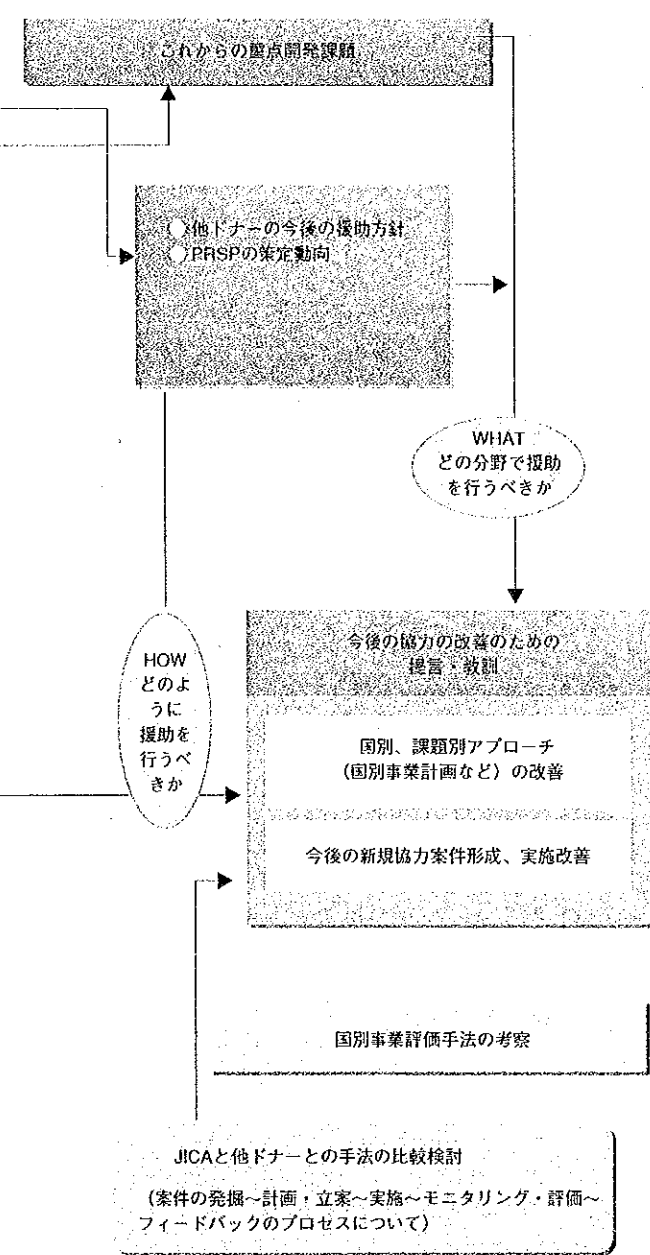 これからの重点開発課題
○他ドナーの今後の援助方針
○PRSPの策定動向
WHAT
どの分野で援助
を行うべきか
今後の協力の改善のための
提言・教訓
HOW
どのよ
うに
援助を
行うべ
きか
国別、課題別アプローチ
（国別事業計画など）の改善
今後の新規協力案件形成、実施改善
国別事業評価手法の考察
JICAと他ドナーとの手法の比較検討
（案件の発掘～計画・立案～実施～モニタリング・評価～
フィードバックのプロセスについて）